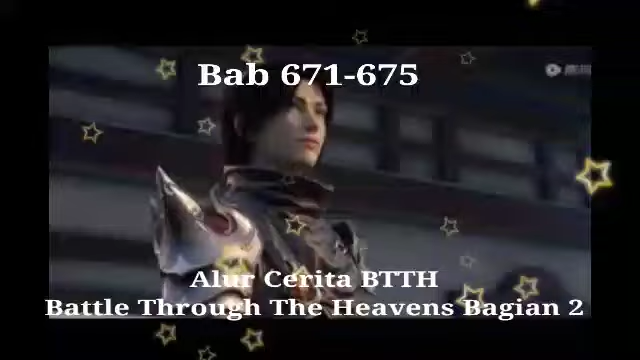 Bab 671-675
Alur Cerita BTTH
Battle Through The Heavens Bagian 2